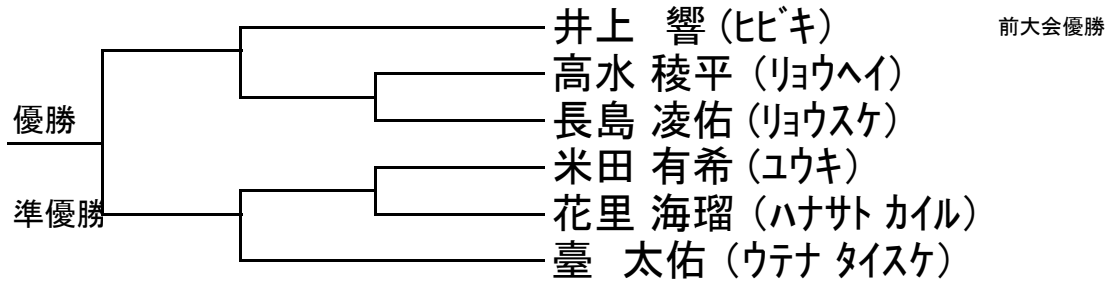 井上　響 (ﾋﾋﾞｷ)　前大会優勝
高水 稜平 (ﾘｮｳﾍｲ)
優勝
長島 凌佑 (ﾘｮｳｽｹ)
米田 有希 (ﾕｳｷ)
準優勝
花里 海瑠 (ﾊﾅｻﾄ ｶｲﾙ)
臺　太佑 (ｳﾃﾅ ﾀｲｽｹ)